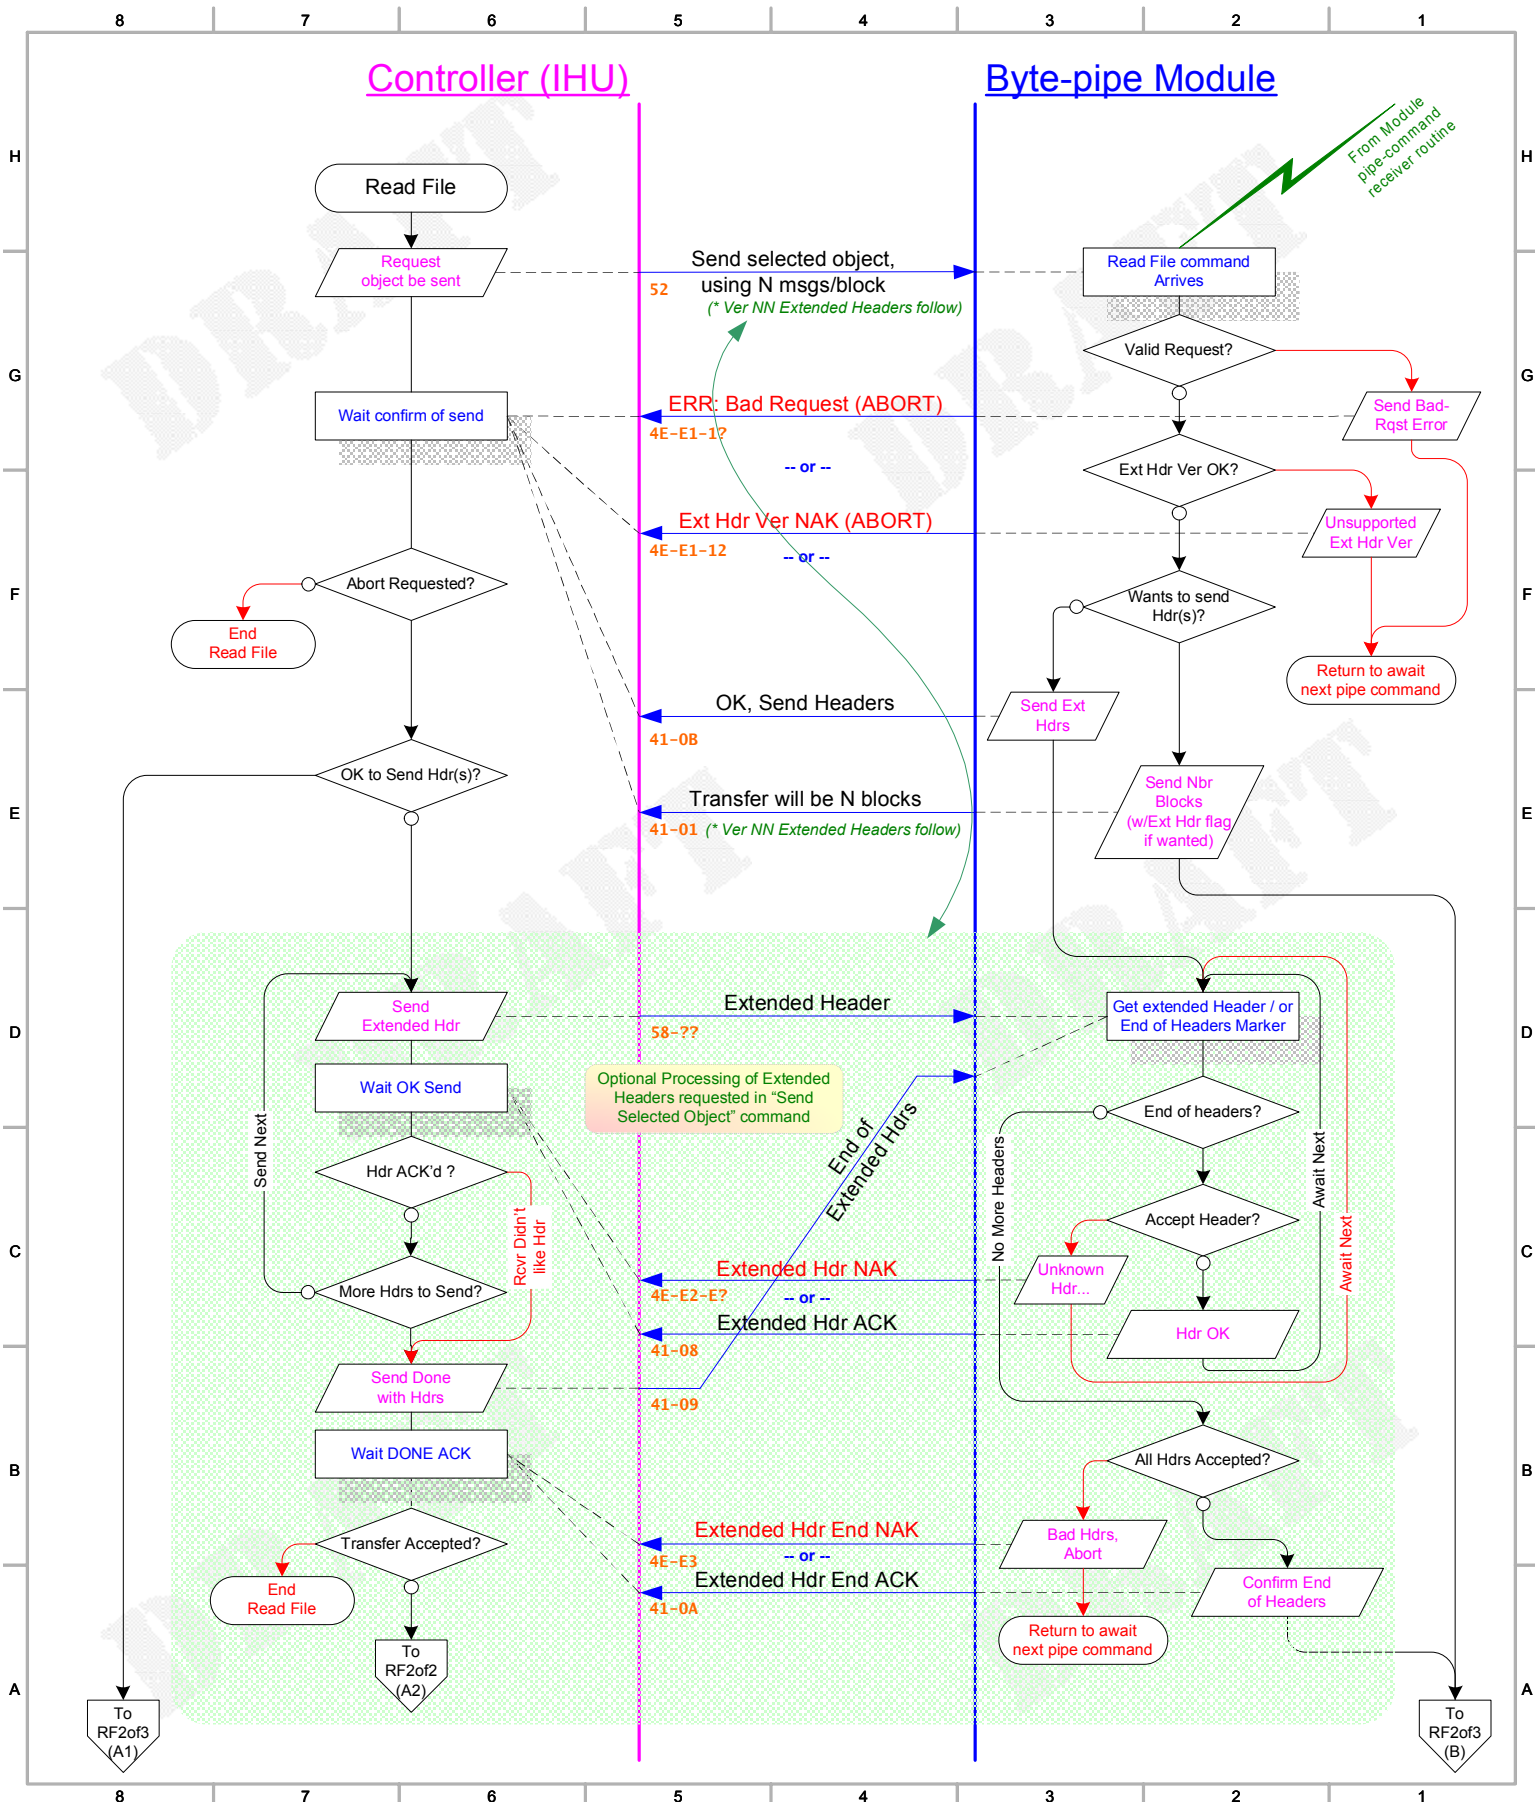 8 7 6 5 4 3 2 1
Controller (IHU)
Byte-pipe Module
H
H
From Module
pipe-command
receiver routine
Read File
Request
object be sent
Send selected object,
using N msgs/block
52
(* Ver NN Extended Headers follow)
Read File command
Arrives
Valid Request?
G
G
Wait confirm of send
ERR: Bad Request (ABORT)
4E-E1-1?
Send Bad-
Rqst Error
-- or --
Ext Hdr Ver OK?
Ext Hdr Ver NAK (ABORT)
4E-E1-12
-- or --
Unsupported
Ext Hdr Ver
Abort Requested?
F
F
Wants to send
Hdr(s)?
End
Read File
Return to await
next pipe command
OK, Send Headers
41-0B
Send Ext
Hdrs
OK to Send Hdr(s)?
Send Nbr
Blocks
(w/Ext Hdr flag
if wanted)
Transfer will be N blocks
41-01
(* Ver NN Extended Headers follow)
E
E
Send
Extended Hdr
Extended Header
58-??
Get extended Header / or
End of Headers Marker
D
D
Wait OK Send
Optional Processing of Extended
Headers requested in “Send
Selected Object” command
End of headers?
Send Next
Hdr ACK'd ?
End of
Extended Hdrs
No More Headers
Await Next
Accept Header?
Rcvr Didn't
like Hdr
C
C
Await Next
More Hdrs to Send?
Extended Hdr NAK
4E-E2-E?
-- or --
Unknown
Hdr...
Extended Hdr ACK
41-08
Hdr OK
Send Done
with Hdrs
41-09
Wait DONE ACK
All Hdrs Accepted?
B
B
Transfer Accepted?
Extended Hdr End NAK
4E-E3
-- or --
Bad Hdrs,
Abort
End
Read File
Extended Hdr End ACK
41-0A
Confirm End
of Headers
Return to await
next pipe command
To
RF2of2
(A2)
A
A
To
RF2of3
(A1)
To
RF2of3
(B)
8 7 6 5 4 3 2 1
DRAFT
DRAFT
DRAFT
DRAFT